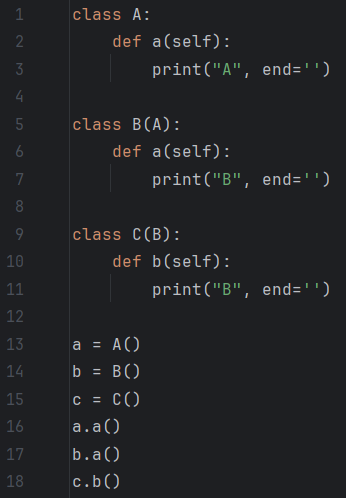 1 class A:
2     def a(self):
3         print("A", end='')
4
5 class B(A):
6     def a(self):
7         print("B", end='')
8
9 class C(B):
10     def b(self):
11         print("B", end='')
12
13 a = A()
14 b = B()
15 c = C()
16 a.a()
17 b.a()
18 c.b()